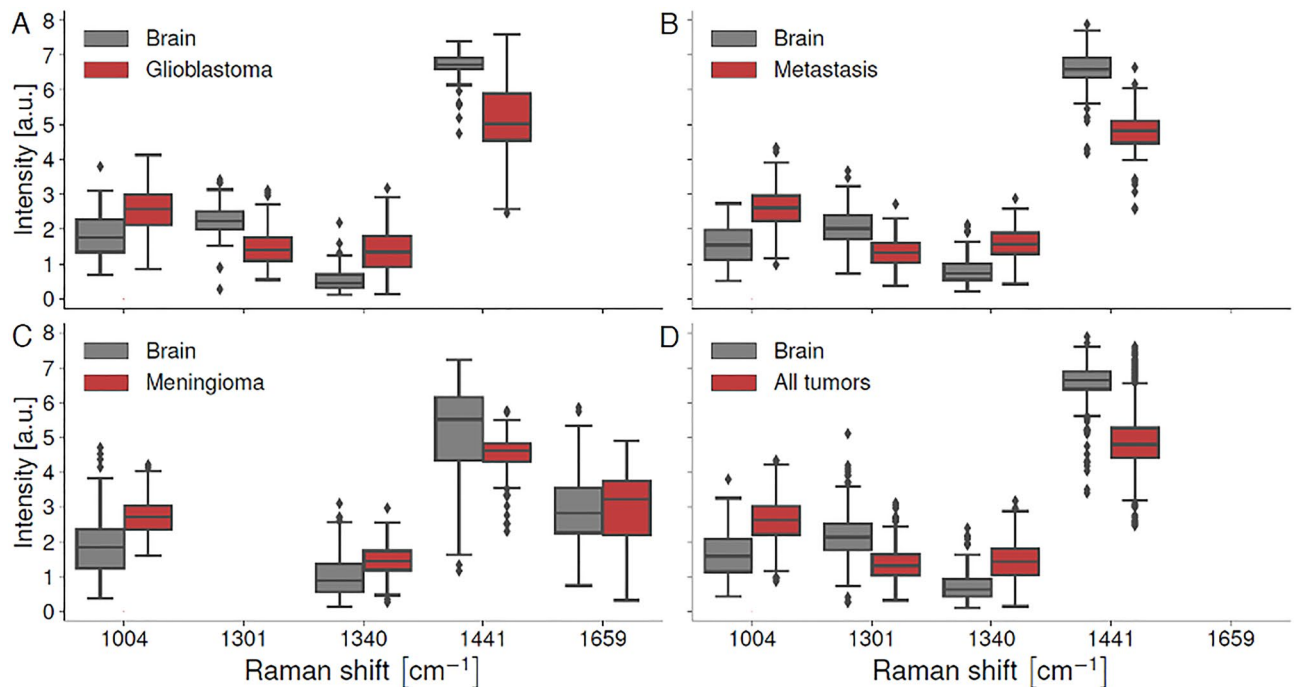 A
8
7
6
5
4
3
2
1
0
Intensity [a.u.]
Brain
Glioblastoma
B
Brain
Metastasis
C
8
7
6
5
4
3
2
1
0
Intensity [a.u.]
Brain
Meningioma
1004 1301 1340 1441 1659
Raman shift [cm⁻¹]
D
Brain
All tumors
1004 1301 1340 1441 1659
Raman shift [cm⁻¹]